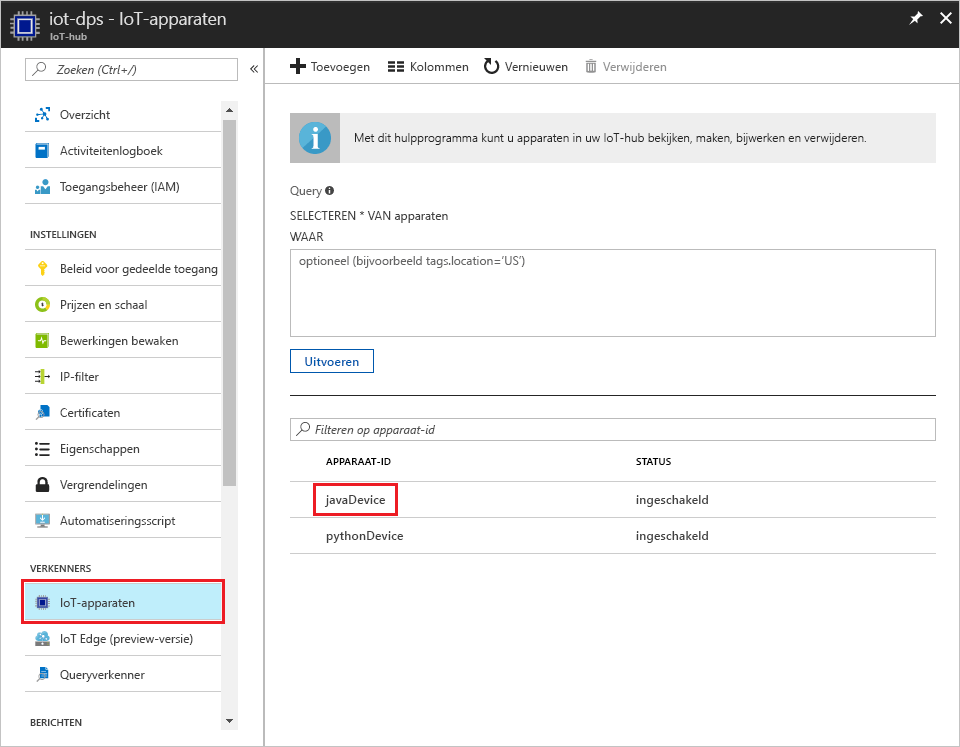 iot-dps - IoT-apparaten
IoT-hub
Zoeken (Ctrl+/)
Overzicht
Activiteitenlogboek
Toegangsbeheer (IAM)
INSTELLINGEN
Beleid voor gedeelde toegang
Prijzen en schaal
Bewerkingen bewaken
IP-filter
Certificaten
Eigenschappen
Vergrendelingen
Automatiseringsscript
VERKENNERS
IoT-apparaten
IoT Edge (preview-versie)
Queryverkenner
BERICHTEN
Toevoegen Kolommen Vernieuwen Verwijderen
Met dit hulpprogramma kunt u apparaten in uw IoT-hub bekijken, maken, bijwerken en verwijderen.
Query
SELECTEREN * VAN apparaten
WAAR
optioneel (bijvoorbeeld tags.location='US')
Uitvoeren
Filteren op apparaat-id
APPARAAT-ID STATUS
javaDevice ingeschakeld
pythonDevice ingeschakeld